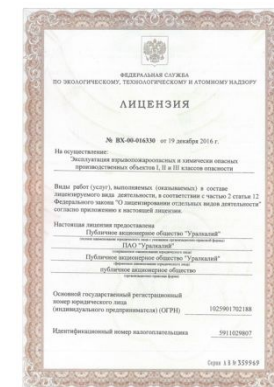 ФЕДЕРАЛЬНАЯ СЛУЖБА
ПО ЭКОЛОГИЧЕСКОМУ, ТЕХНОЛОГИЧЕСКОМУ И АТОМНОМУ НАДЗОРУ
ЛИЦЕНЗИЯ
№ ВХ-00-016330 от 19 декабря 2016 г.
На осуществление:
Эксплуатация взрывопожароопасных и химически опасных
производственных объектов I, II и III классов опасности
Виды работ (услуг), выполняемых (оказываемых) в составе
лицензируемого вида деятельности, в соответствии с частью 2 статьи 12
Федерального закона "О лицензировании отдельных видов деятельности"
согласно приложению к настоящей лицензии.
Настоящая лицензия предоставлена
Публичное акционерное общество "Уралкалий"
ПАО "Уралкалий"
Публичное акционерное общество "Уралкалий"
публичное акционерное общество
Основной государственный регистрационный
номер юридического лица
(индивидуального предпринимателя) (ОГРН) 1025901702188
Идентификационный номер налогоплательщика 5911029807
Серия 359969